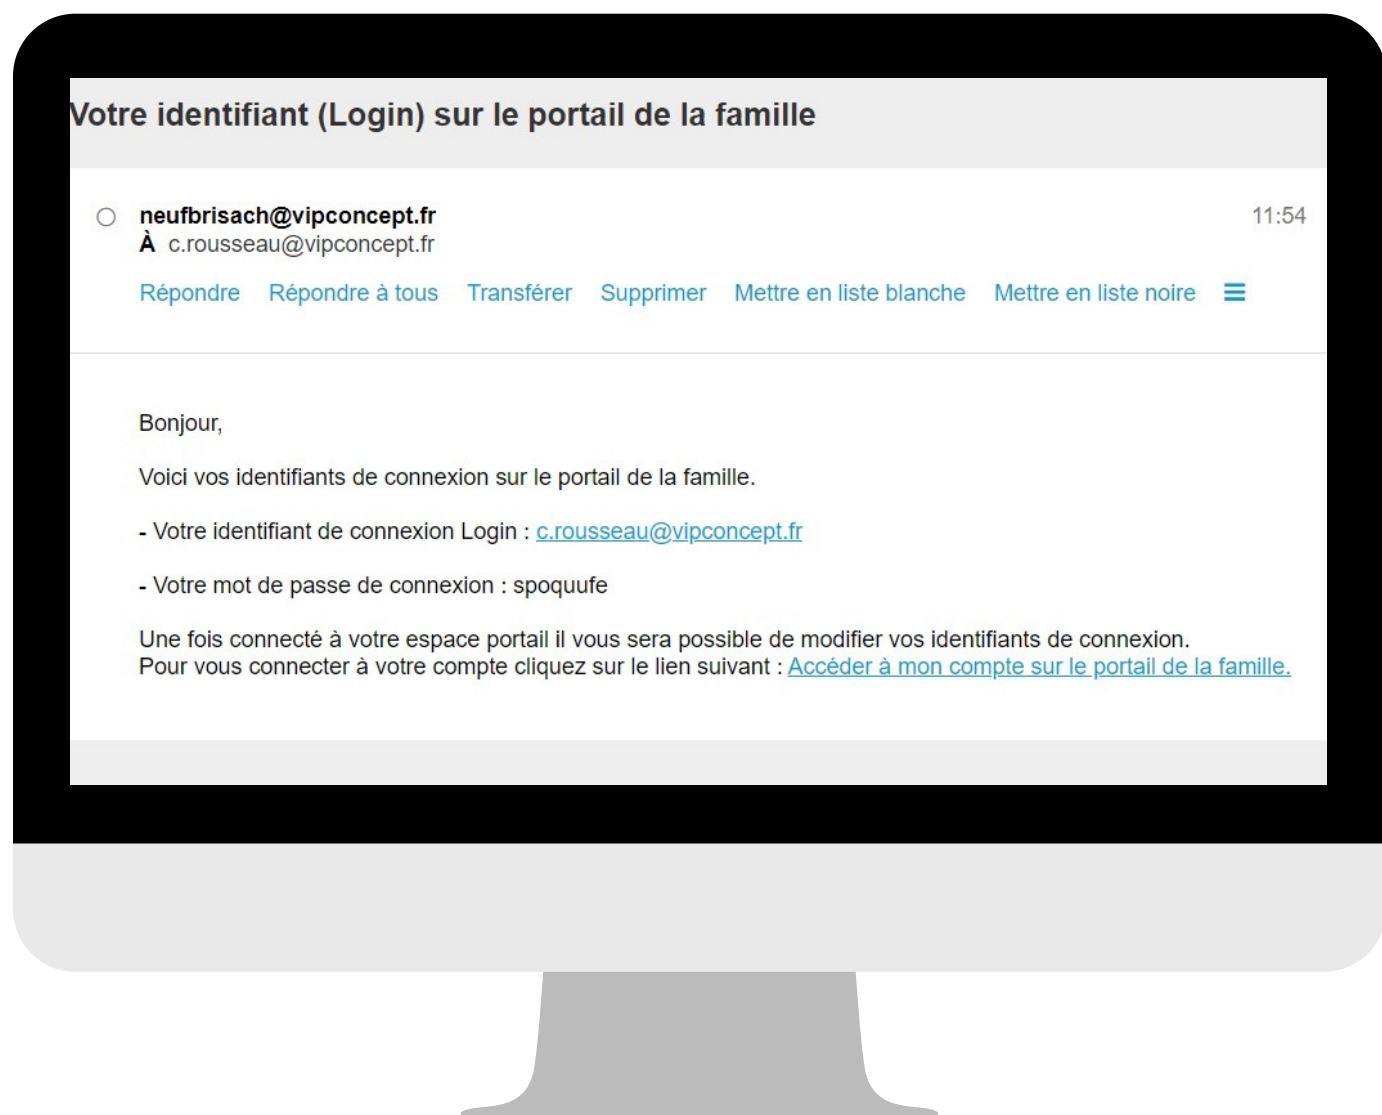 Votre identifiant (Login) sur le portail de la famille
neufbrisach@vipconcept.fr
11:54
À c.rousseau@vipconcept.fr
Répondre Répondre à tous Transférer Supprimer Mettre en liste blanche Mettre en liste noire
Bonjour,
Voici vos identifiants de connexion sur le portail de la famille.
- Votre identifiant de connexion Login : c.rousseau@vipconcept.fr
- Votre mot de passe de connexion : spoquufe
Une fois connecté à votre espace portail il vous sera possible de modifier vos identifiants de connexion.
Pour vous connecter à votre compte cliquez sur le lien suivant : Accéder à mon compte sur le portail de la famille.